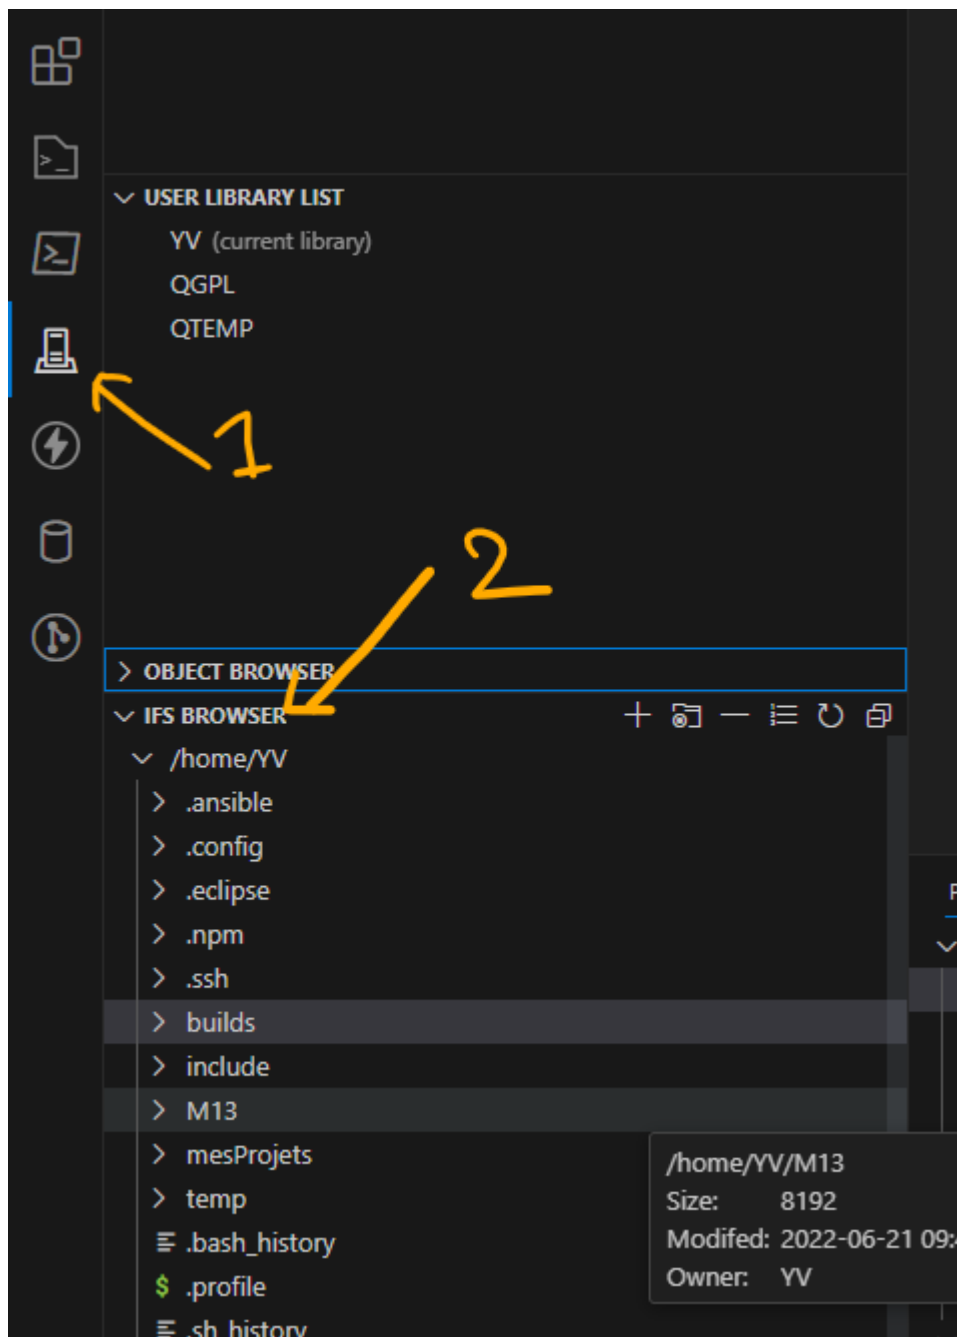 USER LIBRARY LIST
YV (current library)
QGPL
QTEMP
1
2
OBJECT BROWSER
IFS BROWSER
/home/YV
.ansible
.config
.eclipse
.npm
.ssh
builds
include
M13
mesProjets
/home/YV/M13
temp
Size: 8192
.bash_history
Modifed: 2022-06-21 09:4
.profile
Owner: YV
.sh_history